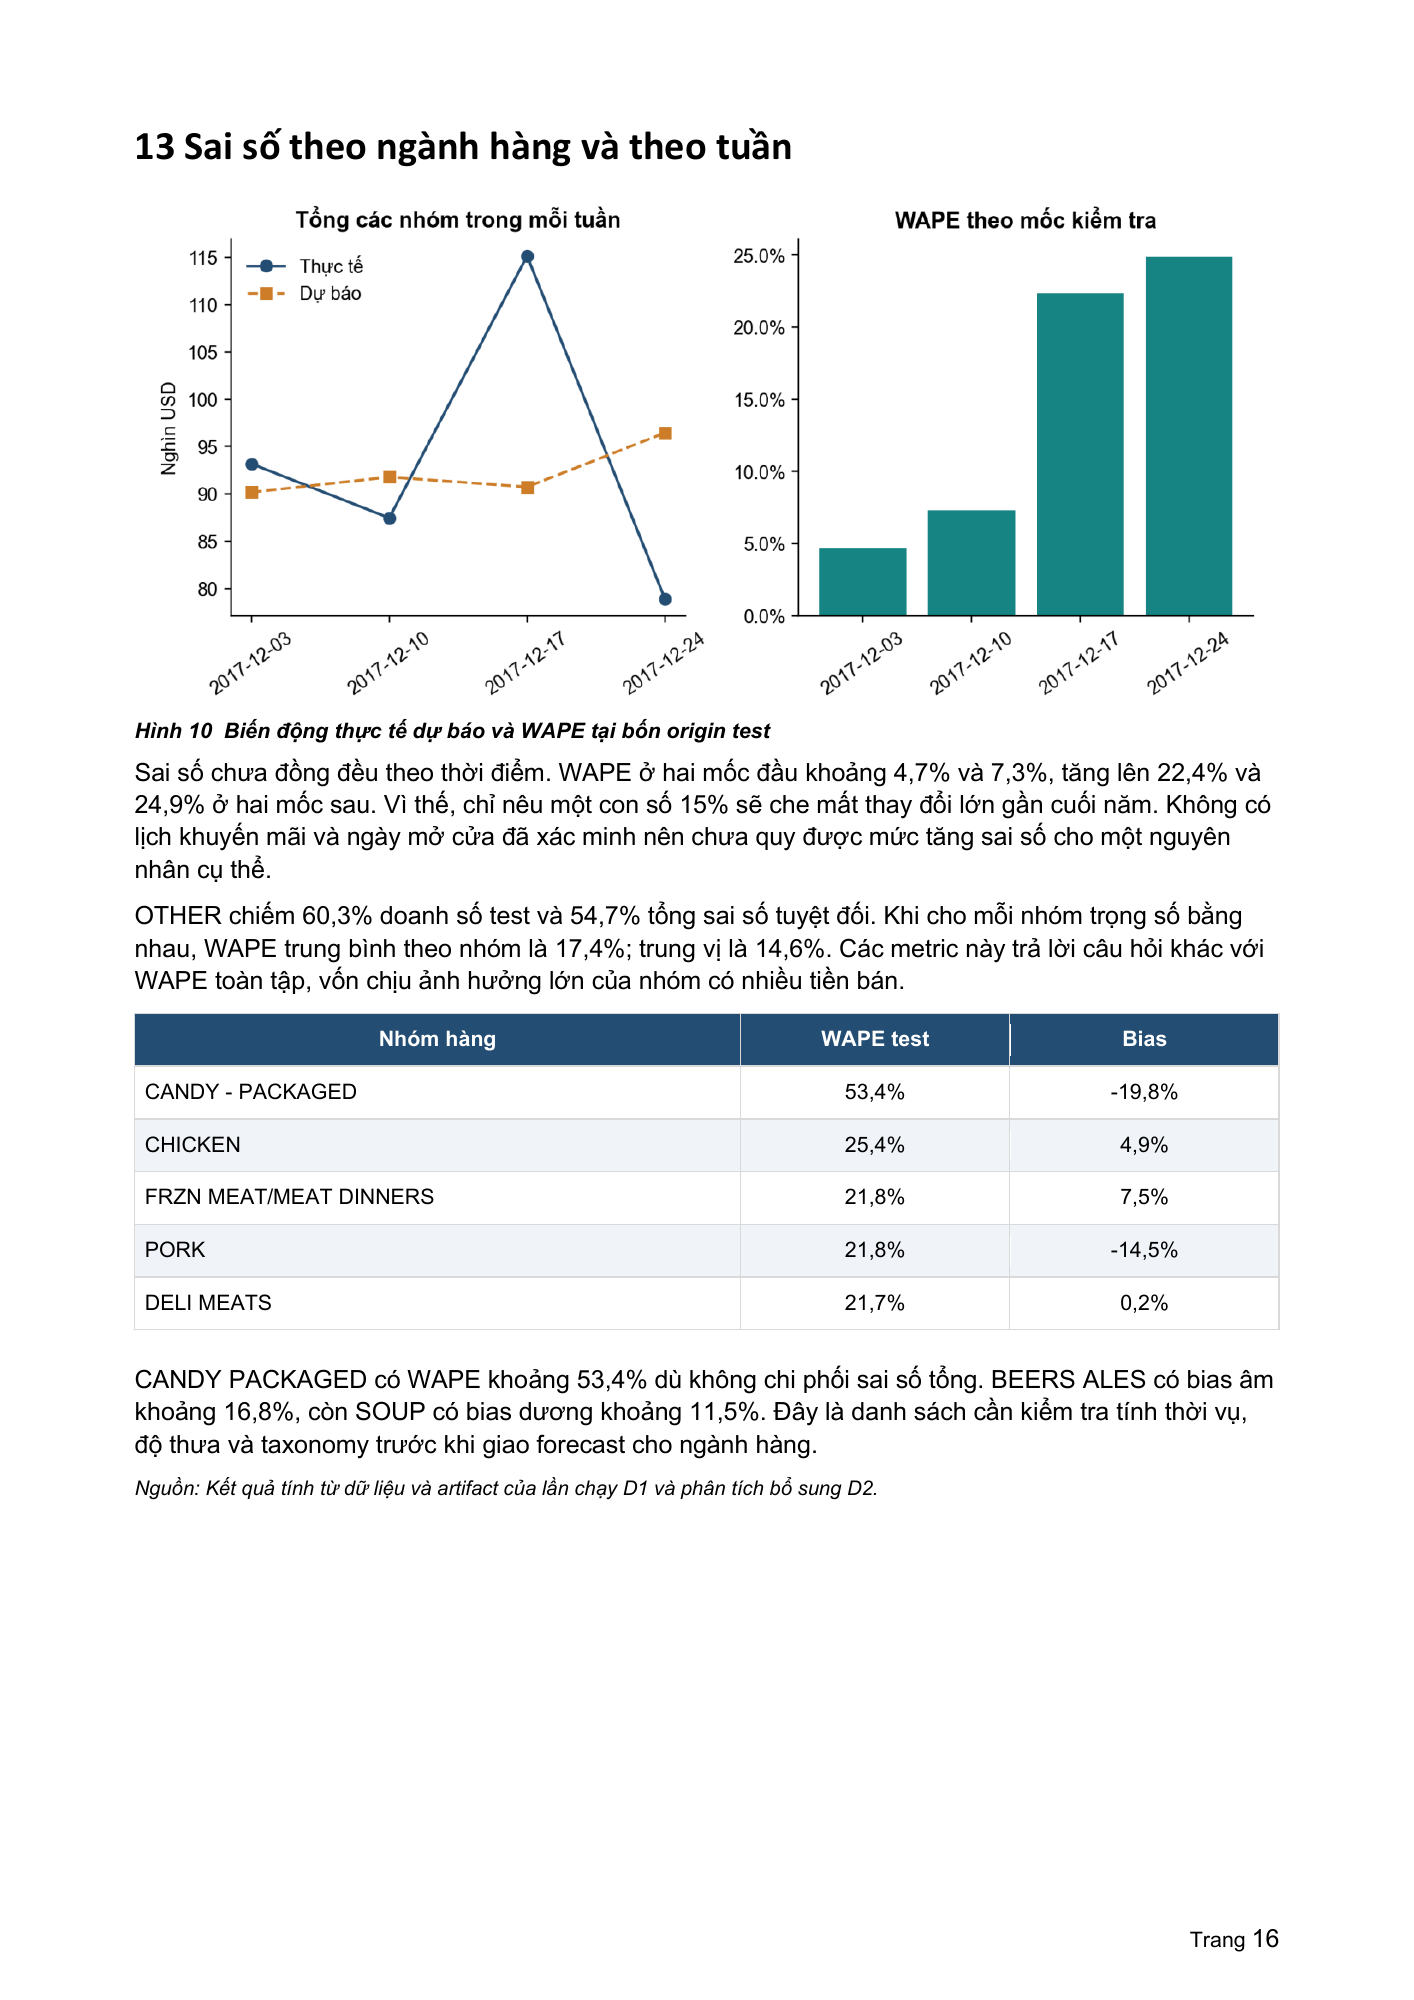 13 Sai số theo ngành hàng và theo tuần
Tổng các nhóm trong mỗi tuần
Thực tế
Dự báo
Nghìn USD
115
110
105
100
95
90
85
80
2017-12-03
2017-12-10
2017-12-17
2017-12-24
WAPE theo mốc kiểm tra
25.0%
20.0%
15.0%
10.0%
5.0%
0.0%
2017-12-03
2017-12-10
2017-12-17
2017-12-24
Hình 10 Biến động thực tế dự báo và WAPE tại bốn origin test
Sai số chưa đồng đều theo thời điểm. WAPE ở hai mốc đầu khoảng 4,7% và 7,3%, tăng lên 22,4% và
24,9% ở hai mốc sau. Vì thế, chỉ nêu một con số 15% sẽ che mất thay đổi lớn gần cuối năm. Không có
lịch khuyến mãi và ngày mở cửa đã xác minh nên chưa quy được mức tăng sai số cho một nguyên
nhân cụ thể.
OTHER chiếm 60,3% doanh số test và 54,7% tổng sai số tuyệt đối. Khi cho mỗi nhóm trọng số bằng
nhau, WAPE trung bình theo nhóm là 17,4%; trung vị là 14,6%. Các metric này trả lời câu hỏi khác với
WAPE toàn tập, vốn chịu ảnh hưởng lớn của nhóm có nhiều tiền bán.
Nhóm hàng WAPE test Bias
CANDY - PACKAGED 53,4% -19,8%
CHICKEN 25,4% 4,9%
FRZN MEAT/MEAT DINNERS 21,8% 7,5%
PORK 21,8% -14,5%
DELI MEATS 21,7% 0,2%
CANDY PACKAGED có WAPE khoảng 53,4% dù không chi phối sai số tổng. BEERS ALES có bias âm
khoảng 16,8%, còn SOUP có bias dương khoảng 11,5%. Đây là danh sách cần kiểm tra tính thời vụ,
độ thưa và taxonomy trước khi giao forecast cho ngành hàng.
Nguồn: Kết quả tính từ dữ liệu và artifact của lần chạy D1 và phân tích bổ sung D2.
Trang 16